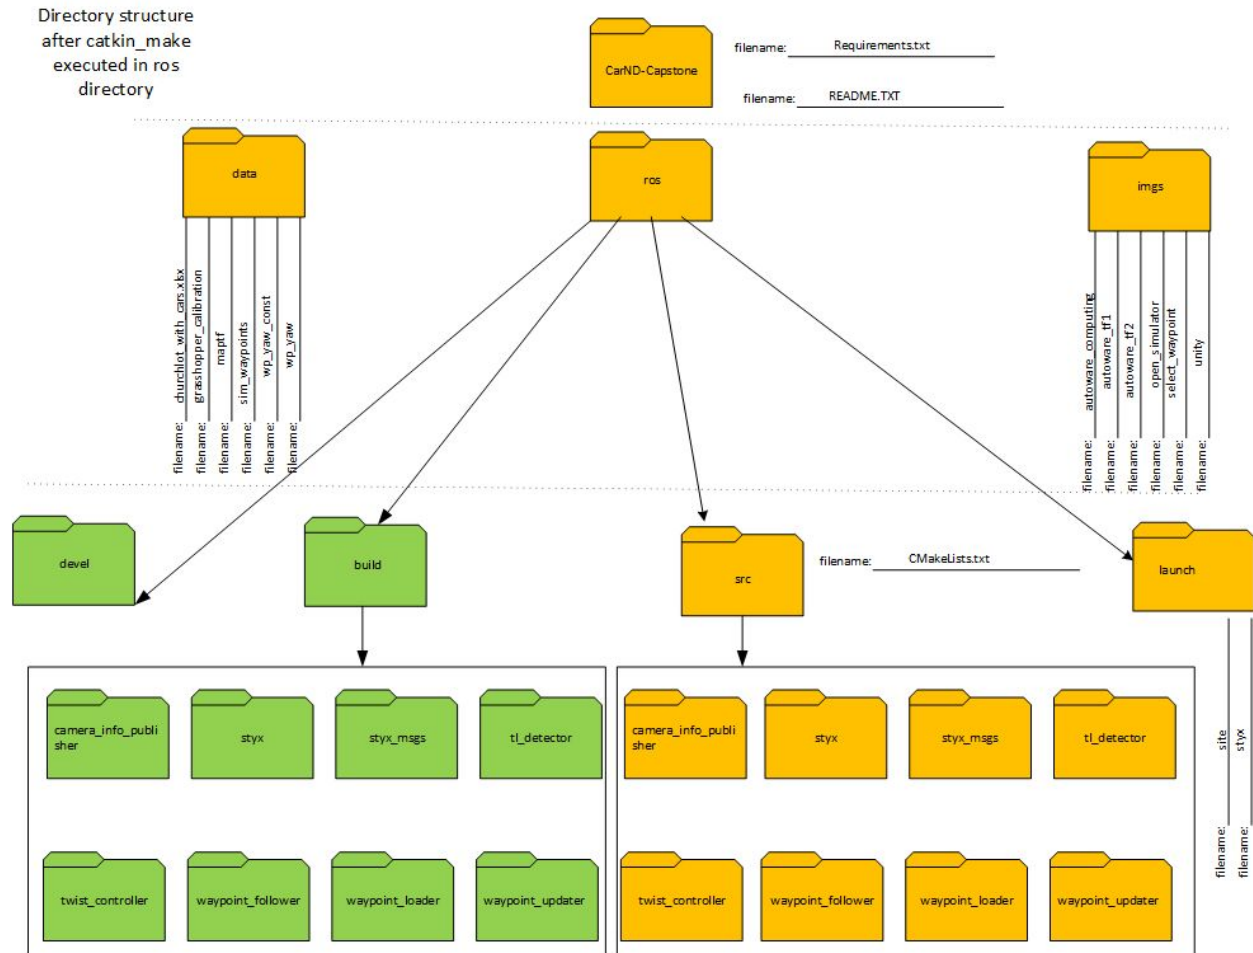 Directory structure
after catkin_make
executed in ros
directory
CarND-Capstone
filename: Requirements.txt
filename: README.TXT
data
ros
imgs
filename: churchlot_with_cars.xlsx
filename: grasshopper_calibration
filename: maptf
filename: sim_waypoints
filename: wp_yaw_const
filename: wp_yaw
filename: autoware_computing
filename: autoware_tf1
filename: autoware_tf2
filename: open_simulator
filename: select_waypoint
filename: unity
devel
build
src
filename: CMakeLists.txt
launch
filename: site
filename: styx
camera_info_publi
sher
styx
styx_msgs
tl_detector
twist_controller
waypoint_follower
waypoint_loader
waypoint_updater
camera_info_publi
sher
styx
styx_msgs
tl_detector
twist_controller
waypoint_follower
waypoint_loader
waypoint_updater